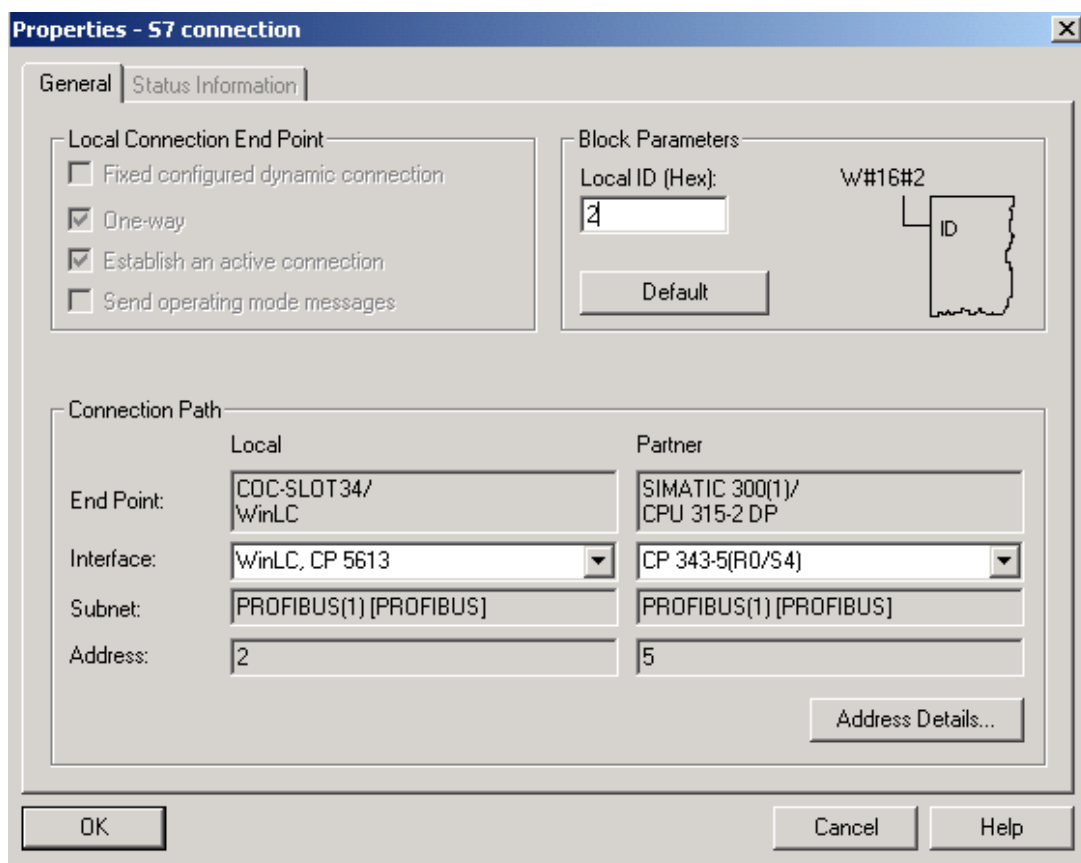 Properties - S7 connection
General
Status Information
Local Connection End Point
Fixed configured dynamic connection
One-way
Establish an active connection
Send operating mode messages
Block Parameters
Local ID (Hex):
W#16#2
2
ID
Default
Connection Path
Local
Partner
End Point:
COC-SLOT34/
WinLC
SIMATIC 300(1)/
CPU 315-2 DP
Interface:
WinLC, CP 5613
CP 343-5(R0/S4)
Subnet:
PROFIBUS(1) [PROFIBUS]
PROFIBUS(1) [PROFIBUS]
Address:
2
5
Address Details...
OK
Cancel
Help